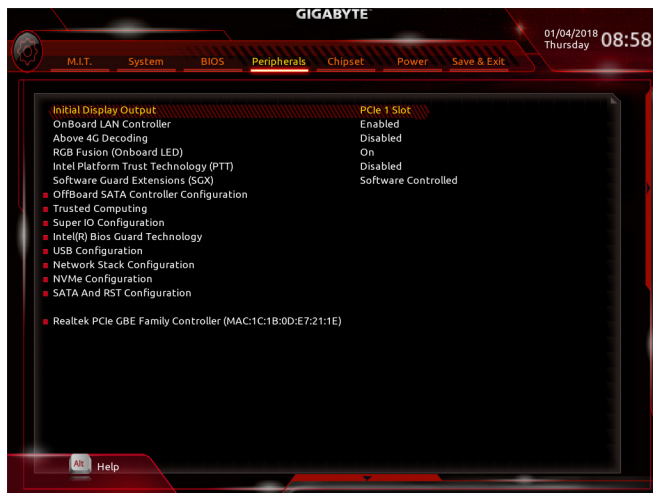 GIGABYTE™
01/04/2018
Thursday
08:58
M.I.T. System BIOS Peripherals Chipset Power Save & Exit
Initial Display Output PCIe 1 Slot
OnBoard LAN Controller Enabled
Above 4G Decoding Disabled
RGB Fusion (Onboard LED) On
Intel Platform Trust Technology (PTT) Disabled
Software Guard Extensions (SGX) Software Controlled
OffBoard SATA Controller Configuration
Trusted Computing
Super IO Configuration
Intel(R) Bios Guard Technology
USB Configuration
Network Stack Configuration
NVMe Configuration
SATA And RST Configuration
Realtek PCIe GBE Family Controller (MAC:1C:1B:0D:E7:21:1E)
Alt Help